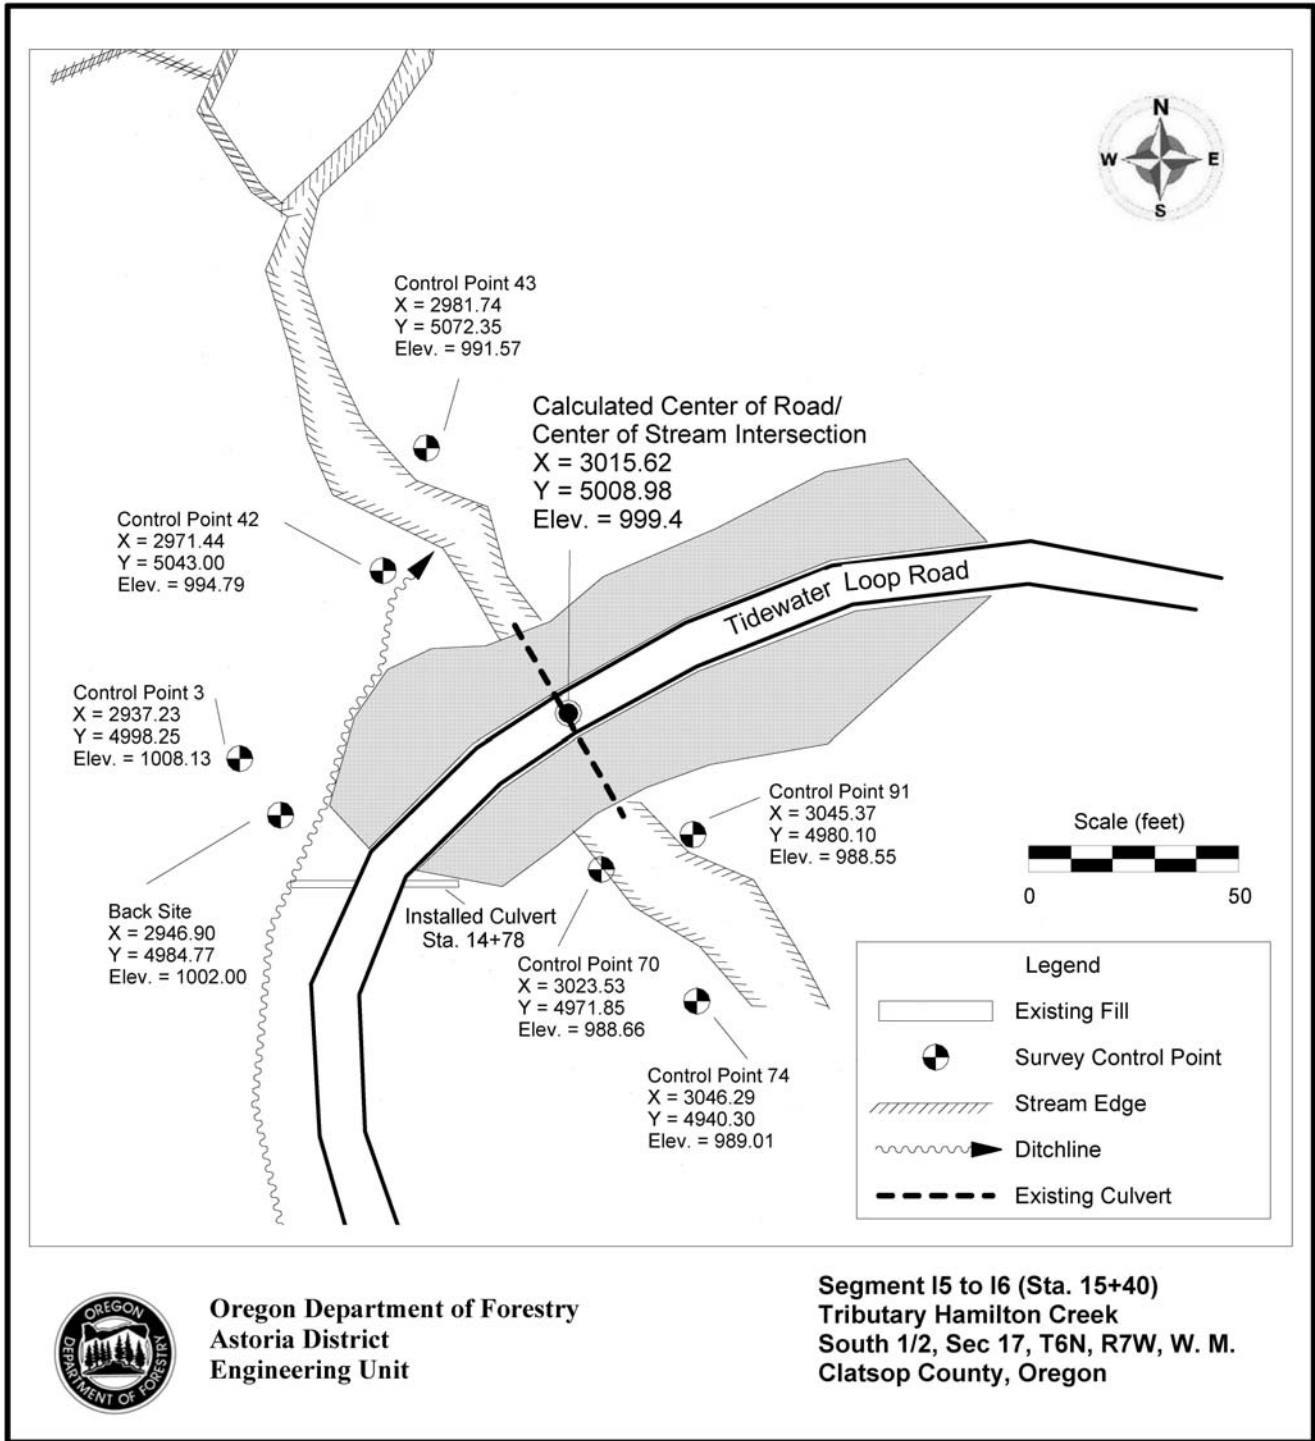 N
W
E
S
Control Point 43
X = 2981.74
Y = 5072.35
Elev. = 991.57
Calculated Center of Road/
Center of Stream Intersection
X = 3015.62
Y = 5008.98
Elev. = 999.4
Control Point 42
X = 2971.44
Y = 5043.00
Elev. = 994.79
Tidewater Loop Road
Control Point 3
X = 2937.23
Y = 4998.25
Elev. = 1008.13
Control Point 91
X = 3045.37
Y = 4980.10
Elev. = 988.55
Scale (feet)
0 50
Back Site
X = 2946.90
Y = 4984.77
Elev. = 1002.00
Installed Culvert
Sta. 14+78
Control Point 70
X = 3023.53
Y = 4971.85
Elev. = 988.66
Control Point 74
X = 3046.29
Y = 4940.30
Elev. = 989.01
Legend
Existing Fill
Survey Control Point
Stream Edge
Ditchline
Existing Culvert
OREGON
DEPARTMENT OF FORESTRY
Oregon Department of Forestry
Astoria District
Engineering Unit
Segment I5 to I6 (Sta. 15+40)
Tributary Hamilton Creek
South 1/2, Sec 17, T6N, R7W, W. M.
Clatsop County, Oregon